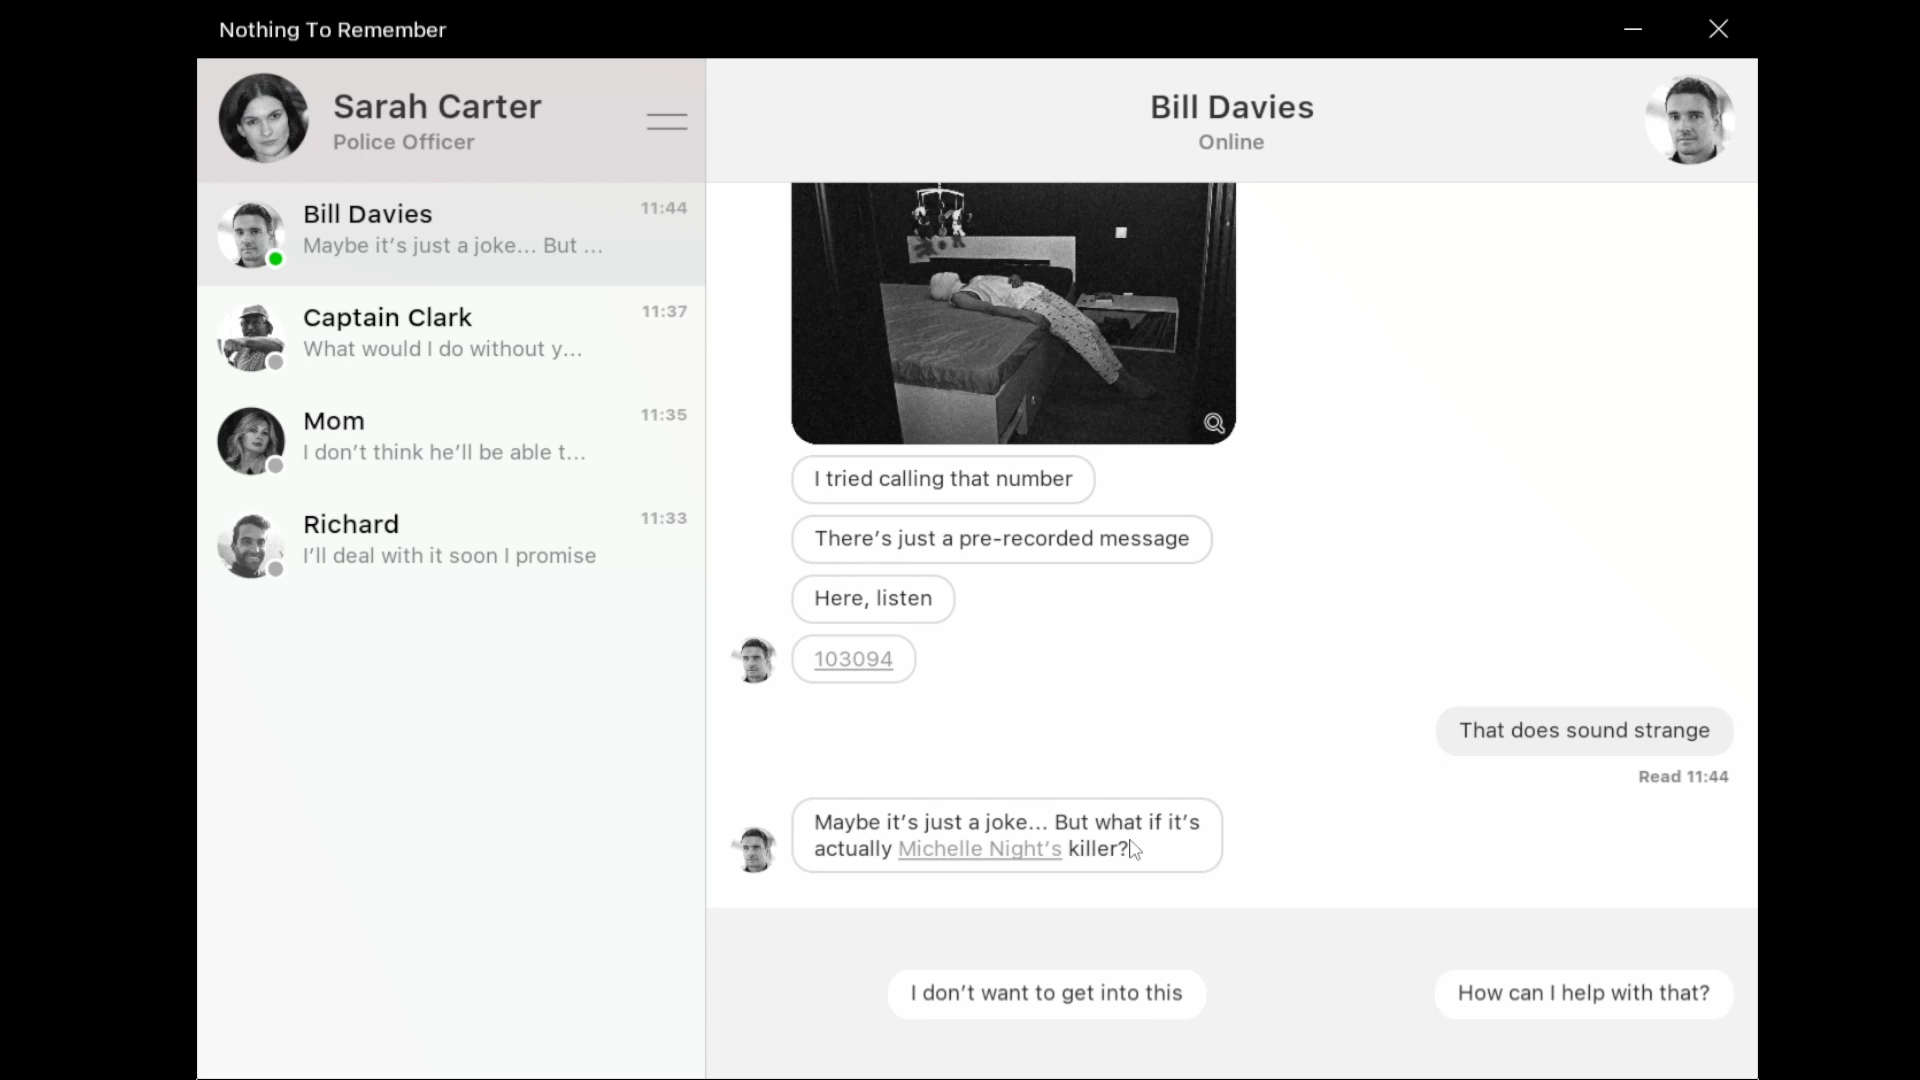 Nothing To Remember
Sarah Carter
Police Officer
Bill Davies
11:44
Maybe it’s just a joke... But ...
Captain Clark
11:37
What would I do without y...
Mom
11:35
I don’t think he’ll be able t...
Richard
11:33
I’ll deal with it soon I promise
Bill Davies
Online
I tried calling that number
There’s just a pre-recorded message
Here, listen
103094
That does sound strange
Read 11:44
Maybe it’s just a joke... But what if it’s
actually Michelle Night’s killer?
I don’t want to get into this
How can I help with that?